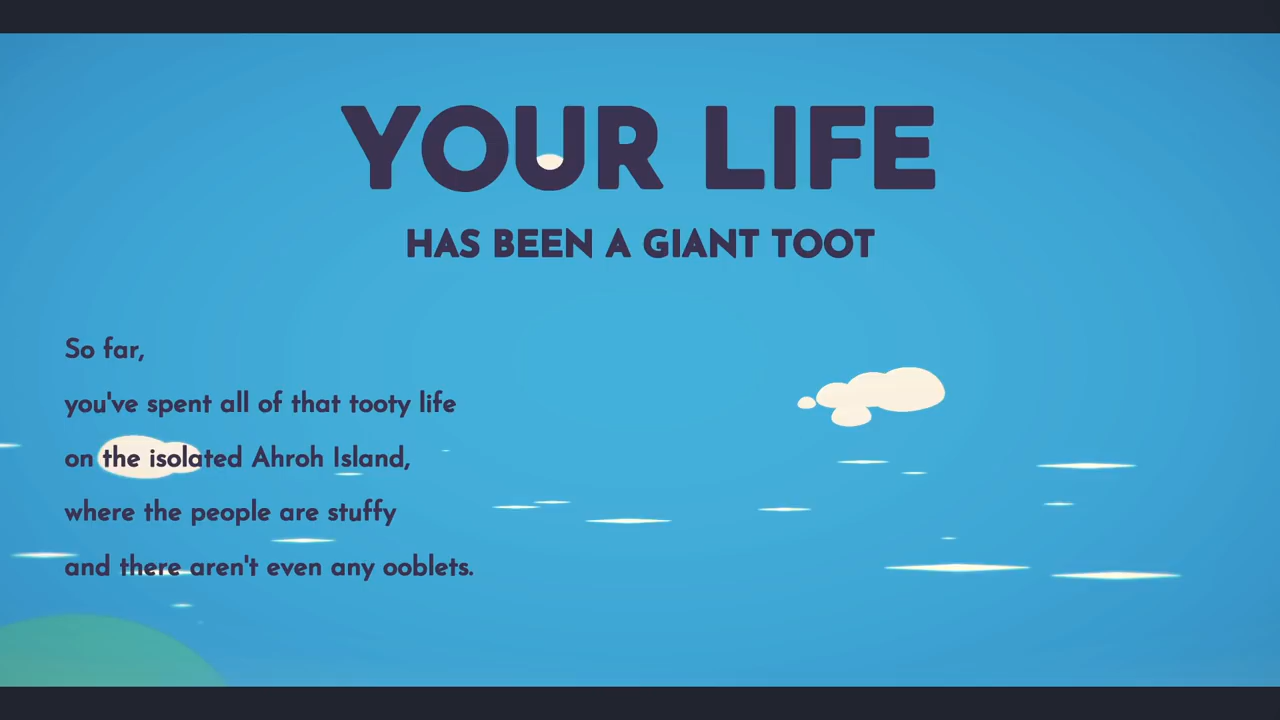 YOUR LIFE
HAS BEEN A GIANT TOOT
So far,
you've spent all of that tooty life
on the isolated Ahroh Island,
where the people are stuffy
and there aren't even any ooblets.